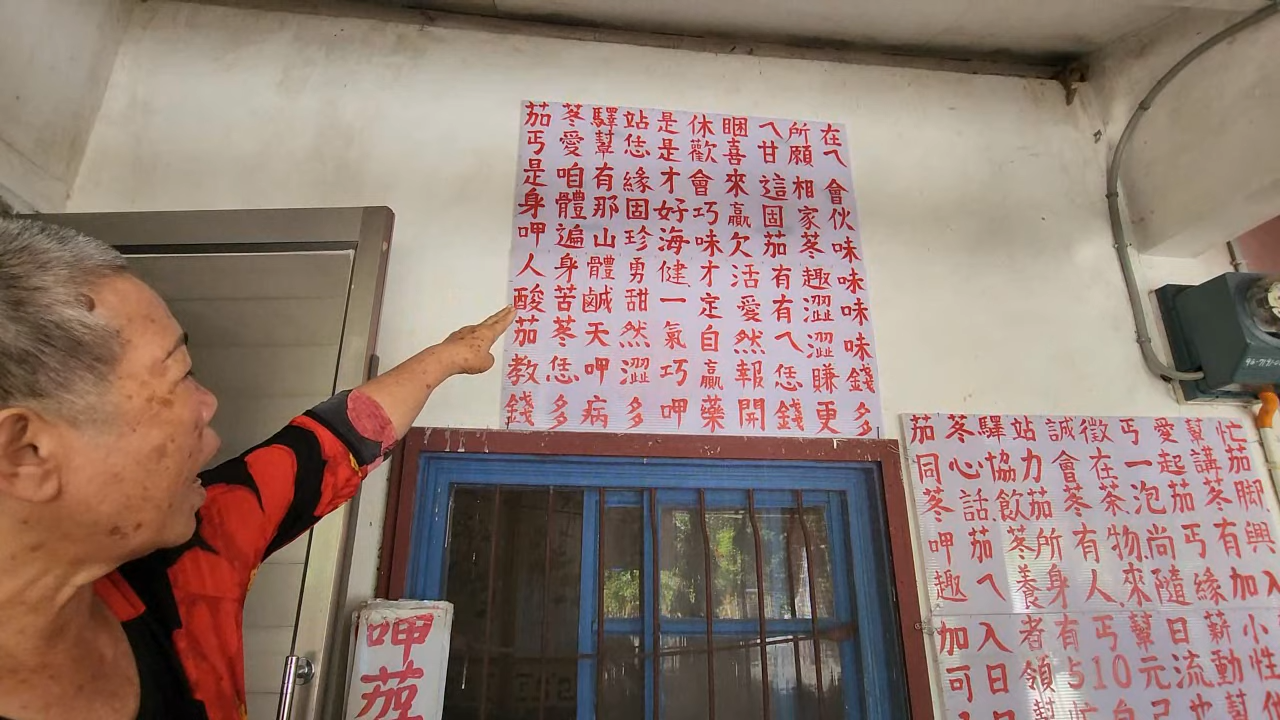 茄苳驛站是休睏ㄟ所在
丐愛幫恁是歡喜甘願ㄟ
是咱有緣才會來這相會
身體那固好巧贏固家伙
呷遍山珍海味欠茄苳味
人身體勇健才活有趣味
酸苦鹹甜一定愛有澀味
茄苳天然氣自然ㄟ澀味
教恁呷澀巧贏報恁賺錢
錢多病多呷藥開錢更多
茄苳驛站誠徵丐愛幫忙
同心協力會在一起講茄
苳話飲茄苳茶泡茄苳脚
呷茄苳所有物尚丐有興
趣ㄟ養身人來隨緣加入
加入者有丐幫日薪小
可日領510元流動性
呷茄